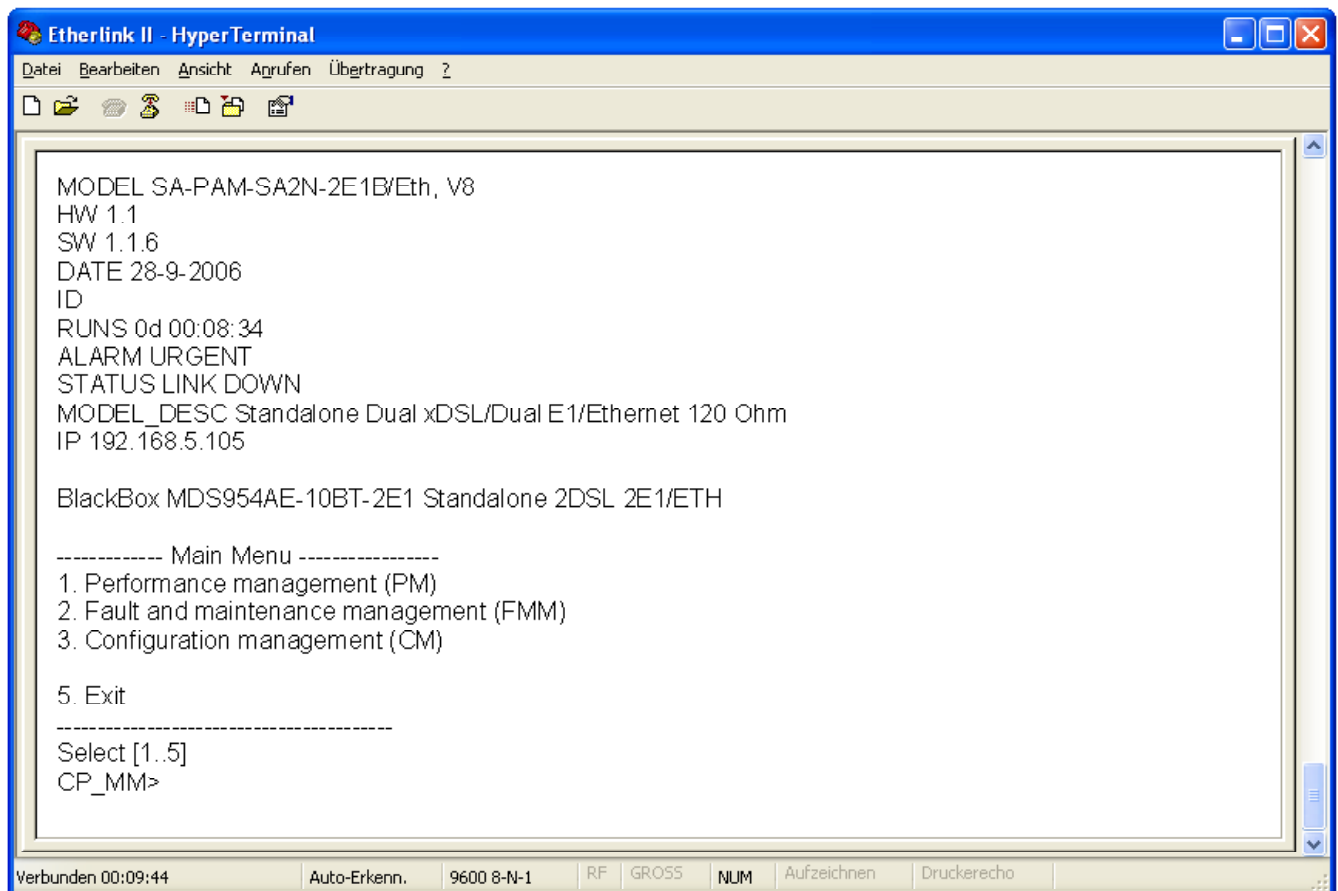 Etherlink II - HyperTerminal
Datei Bearbeiten Ansicht Anrufen Übertragung ?
MODEL SA-PAM-SA2N-2E1B/Eth, V8
HW 1.1
SW 1.1.6
DATE 28-9-2006
ID
RUNS 0d 00:08:34
ALARM URGENT
STATUS LINK DOWN
MODEL_DESC Standalone Dual xDSL/Dual E1/Ethernet 120 Ohm
IP 192.168.5.105
BlackBox MDS954AE-10BT-2E1 Standalone 2DSL 2E1/ETH
------------- Main Menu -----------------
1. Performance management (PM)
2. Fault and maintenance management (FMM)
3. Configuration management (CM)
5. Exit
-----------------------------------------
Select [1..5]
CP_MM>
Verbunden 00:09:44 Auto-Erkenn. 9600 8-N-1 RF GROSS NUM Aufzeichnen Druckerecho